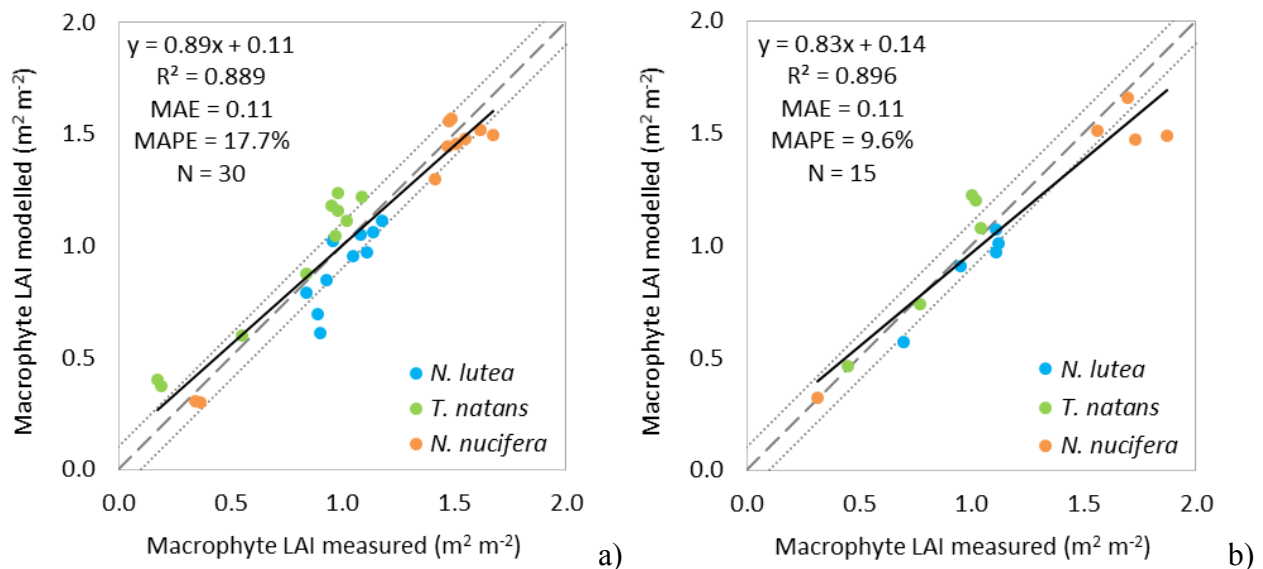 Macrophyte LAI modelled (m² m⁻²)
2.0
1.5
1.0
0.5
0.0
y = 0.89x + 0.11
R² = 0.889
MAE = 0.11
MAPE = 17.7%
N = 30
N. lutea
T. natans
N. nucifera
0.0 0.5 1.0 1.5 2.0
Macrophyte LAI measured (m² m⁻²)
a)
Macrophyte LAI modelled (m² m⁻²)
2.0
1.5
1.0
0.5
0.0
y = 0.83x + 0.14
R² = 0.896
MAE = 0.11
MAPE = 9.6%
N = 15
N. lutea
T. natans
N. nucifera
0.0 0.5 1.0 1.5 2.0
Macrophyte LAI measured (m² m⁻²)
b)